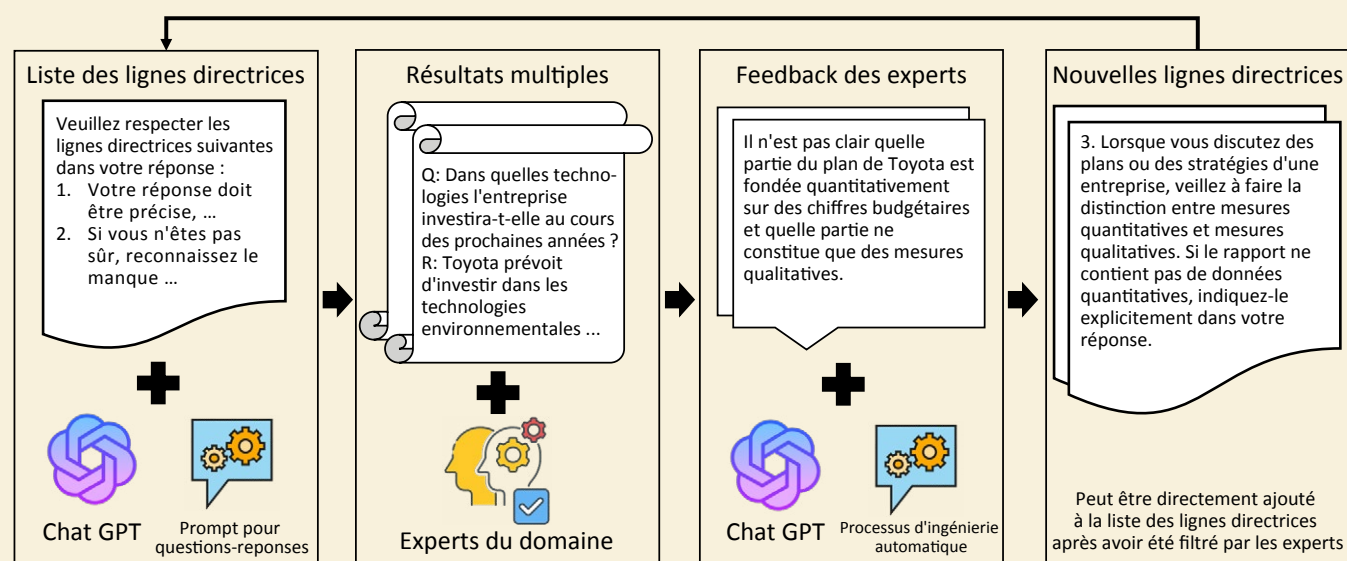 Liste des lignes directrices
Veuillez respecter les
lignes directrices suivantes
dans votre réponse :
1. Votre réponse doit
être précise, ...
2. Si vous n'êtes pas
sûr, reconnaissez le
manque ...
Chat GPT
Prompt pour
questions-reponses
Résultats multiples
Q: Dans quelles techno-
logies l'entreprise
investira-t-elle au cours
des prochaines années ?
R: Toyota prévoit
d'investir dans les
technologies
environnementales ...
Experts du domaine
Feedback des experts
Il n'est pas clair quelle
partie du plan de Toyota est
fondée quantitativement
sur des chiffres budgétaires
et quelle partie ne
constitue que des mesures
qualitatives.
Chat GPT
Processus d'ingénierie
automatique
Nouvelles lignes directrices
3. Lorsque vous discutez des
plans ou des stratégies d'une
entreprise, veillez à faire la
distinction entre mesures
quantitatives et mesures
qualitatives. Si le rapport ne
contient pas de données
quantitatives, indiquez-le
explicitement dans votre
réponse.
Peut être directement ajouté
à la liste des lignes directrices
après avoir été filtré par les experts